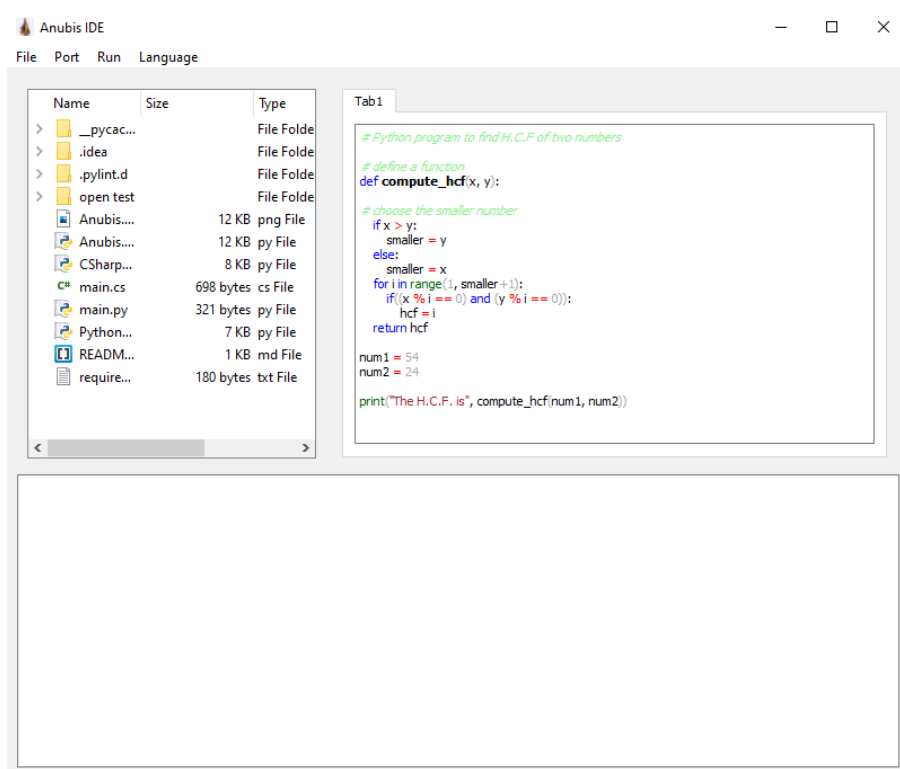 Anubis IDE
File Port Run Language
Name Size Type
__pycac... File Folde
.idea File Folde
.pylint.d File Folde
open test File Folde
Anubis.... 12 KB png File
Anubis.... 12 KB py File
CSharp... 8 KB py File
C# main.cs 698 bytes cs File
main.py 321 bytes py File
Python... 7 KB py File
READM... 1 KB md File
require... 180 bytes txt File
Tab1
# Python program to find H.C.F of two numbers
# define a function
def compute_hcf(x, y):
# choose the smaller number
if x > y:
smaller = y
else:
smaller = x
for i in range(1, smaller+1):
if((x % i == 0) and (y % i == 0)):
hcf = i
return hcf
num1 = 54
num2 = 24
print("The H.C.F. is", compute_hcf(num1, num2))